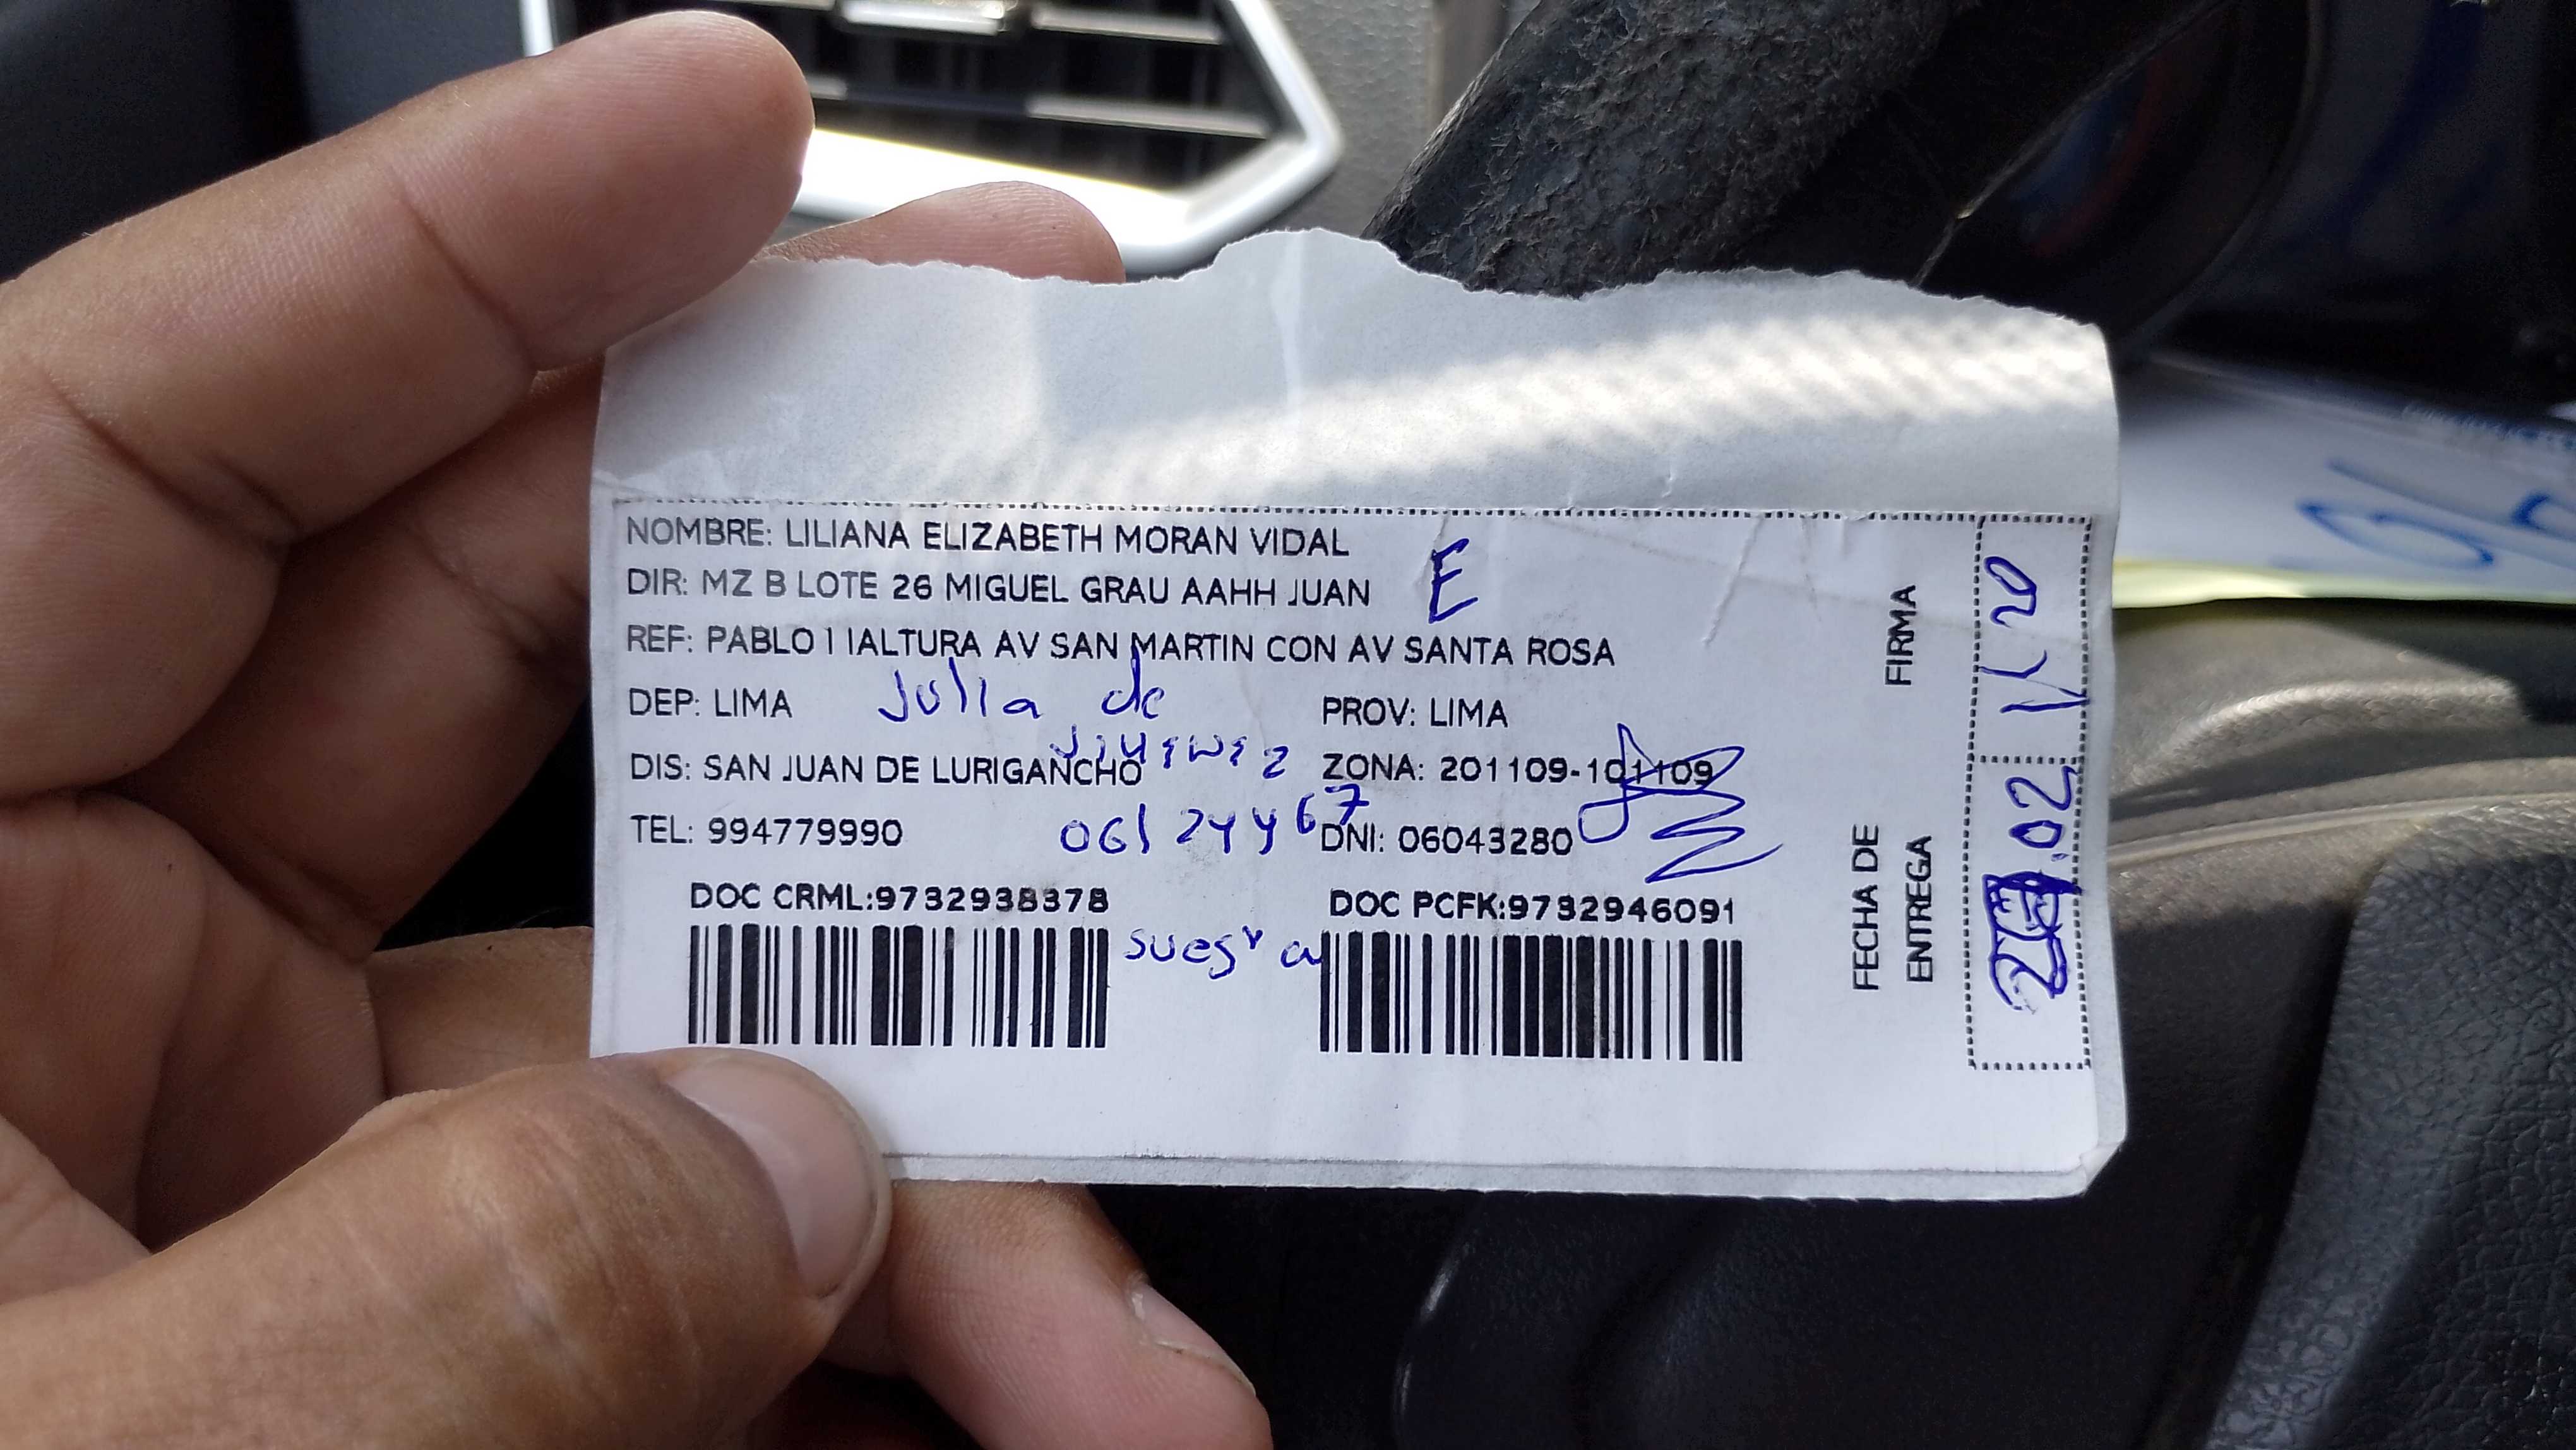 NOMBRE: LILIANA ELIZABETH MORAN VIDAL
E
DIR: MZ B LOTE 26 MIGUEL GRAU AAHH JUAN
REF: PABLO I IALTURA AV SAN MARTIN CON AV SANTA ROSA
DEP: LIMA
Julia de
PROV: LIMA
DIS: SAN JUAN DE LURIGANCHO
ZONA: 201109-101109
TEL: 994779990
DNI: 06043280
DOC CRML:9732938378
DOC PCFK:9732946091
suegra
FIRMA
FECHA DE
ENTREGA